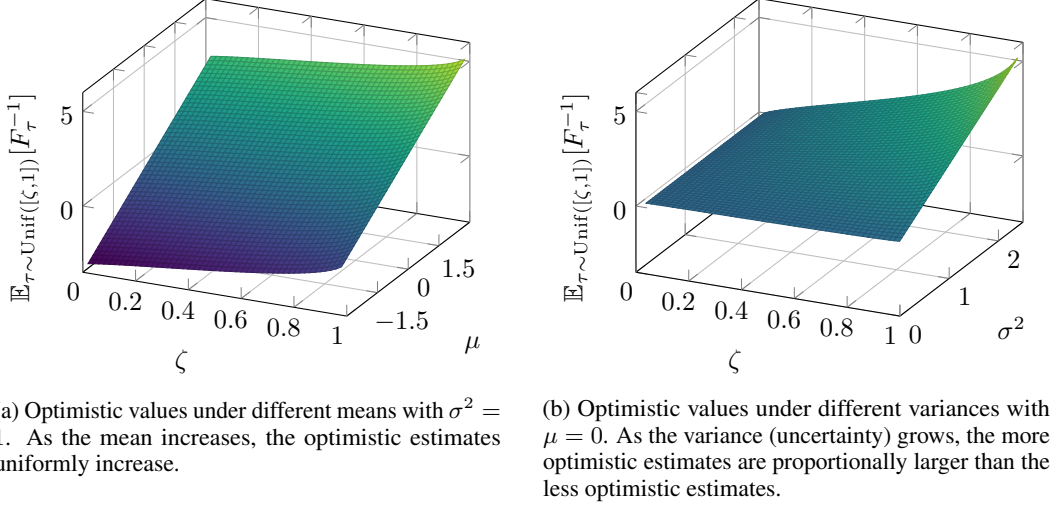 5
0
𝔼_{τ∼Unif([ζ,1])}[F_τ^{-1}]
0 0.2 0.4 0.6 0.8 1
ζ
−1.5 0 1.5
μ
5
0
𝔼_{τ∼Unif([ζ,1])}[F_τ^{-1}]
0 0.2 0.4 0.6 0.8 1
ζ
0 1 2
σ²
a) Optimistic values under different means with σ² =
1. As the mean increases, the optimistic estimates
uniformly increase.
(b) Optimistic values under different variances with
μ = 0. As the variance (uncertainty) grows, the more
optimistic estimates are proportionally larger than the
less optimistic estimates.